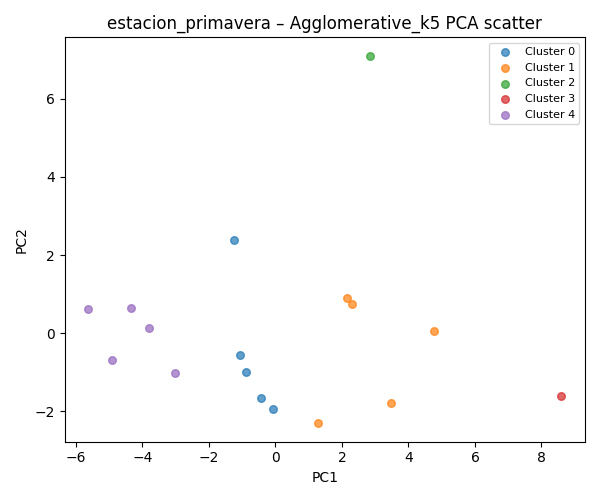 estacion_primavera – Agglomerative_k5 PCA scatter
Cluster 0
Cluster 1
Cluster 2
Cluster 3
Cluster 4
PC2
6
4
2
0
−2
−6
−4
−2
0
2
4
6
8
PC1